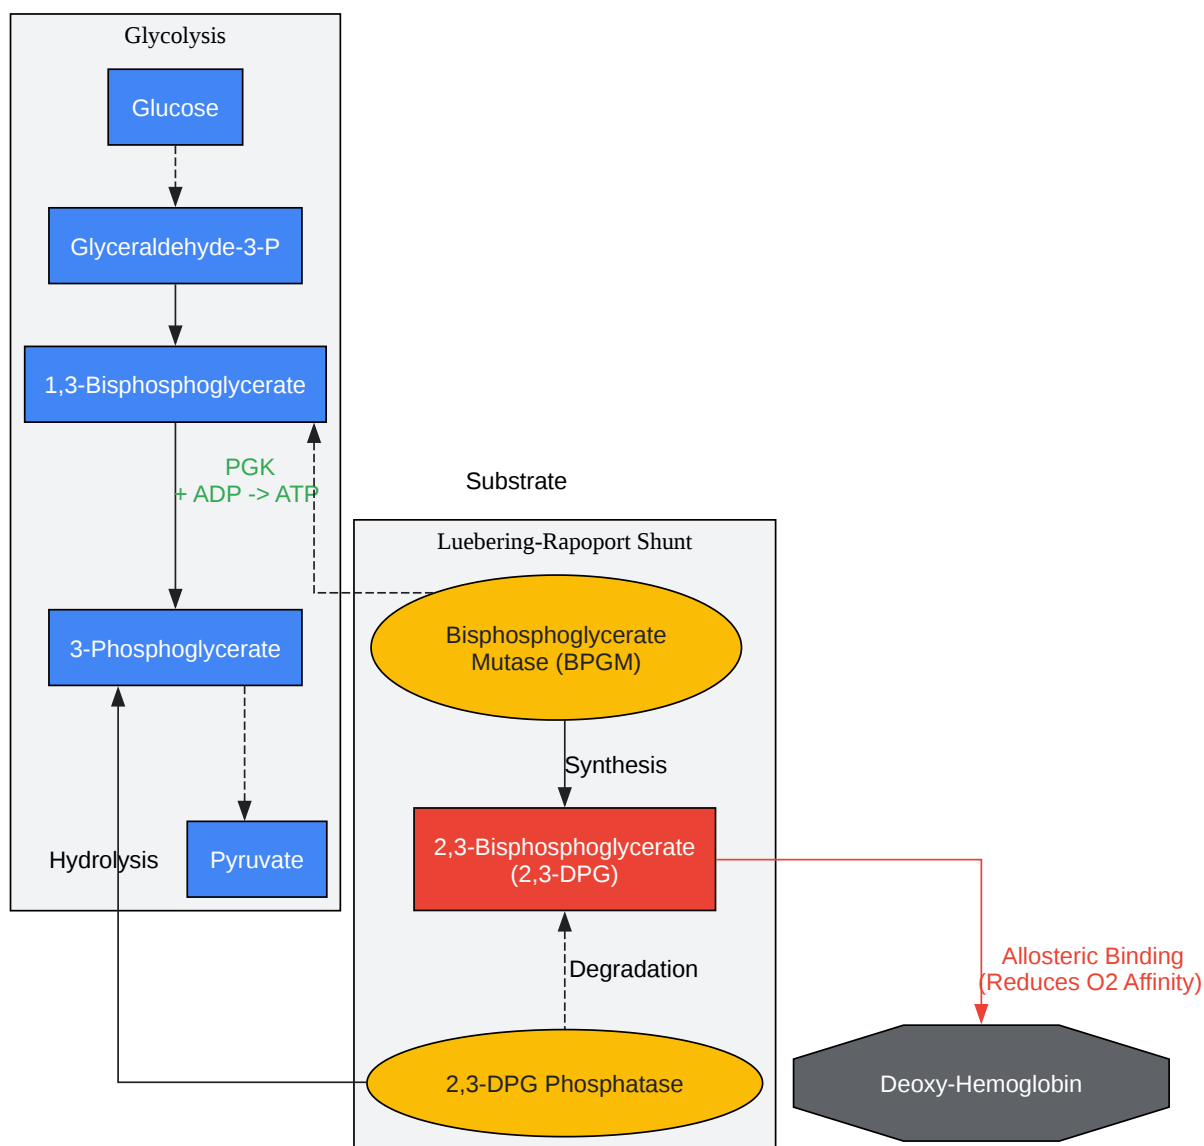 Glycolysis
Glucose
Glyceraldehyde-3-P
1,3-Bisphosphoglycerate
PGK
+ ADP -> ATP
3-Phosphoglycerate
Hydrolysis
Pyruvate
Substrate
Luebering-Rapoport Shunt
Bisphosphoglycerate
Mutase (BPGM)
Synthesis
2,3-Bisphosphoglycerate
(2,3-DPG)
Degradation
2,3-DPG Phosphatase
Allosteric Binding
(Reduces O2 Affinity)
Deoxy-Hemoglobin